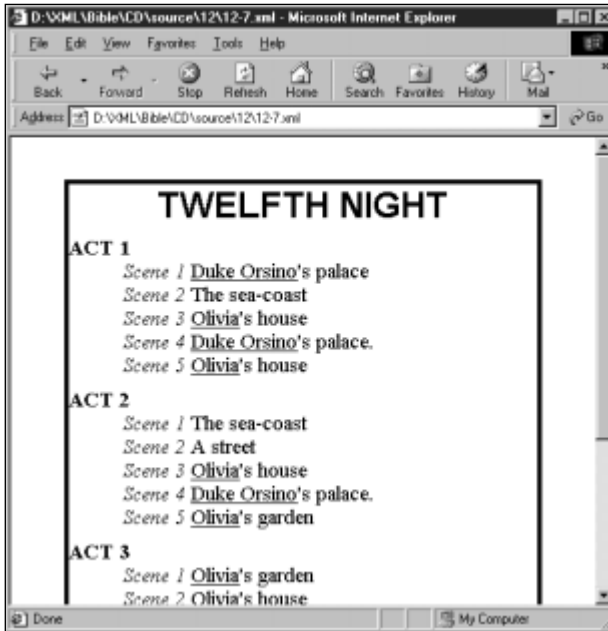 D:\XML\Bible\CD\source\12\12-7.xml - Microsoft Internet Explorer
File Edit View Favorites Tools Help
Back Forward Stop Refresh Home Search Favorites History Mail
Address D:\XML\Bible\CD\source\12\12-7.xml Go
TWELFTH NIGHT
ACT 1
Scene 1 Duke Orsino's palace
Scene 2 The sea-coast
Scene 3 Olivia's house
Scene 4 Duke Orsino's palace.
Scene 5 Olivia's house
ACT 2
Scene 1 The sea-coast
Scene 2 A street
Scene 3 Olivia's house
Scene 4 Duke Orsino's palace.
Scene 5 Olivia's garden
ACT 3
Scene 1 Olivia's garden
Scene 2 Olivia's house
Done My Computer